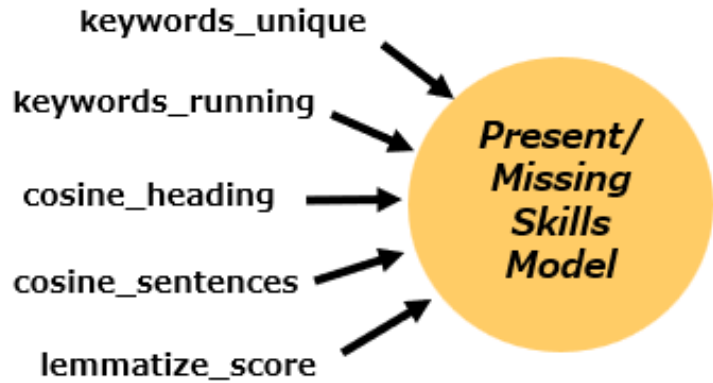 keywords_unique
keywords_running
cosine_heading
cosine_sentences
lemmatize_score
Present/
Missing
Skills
Model